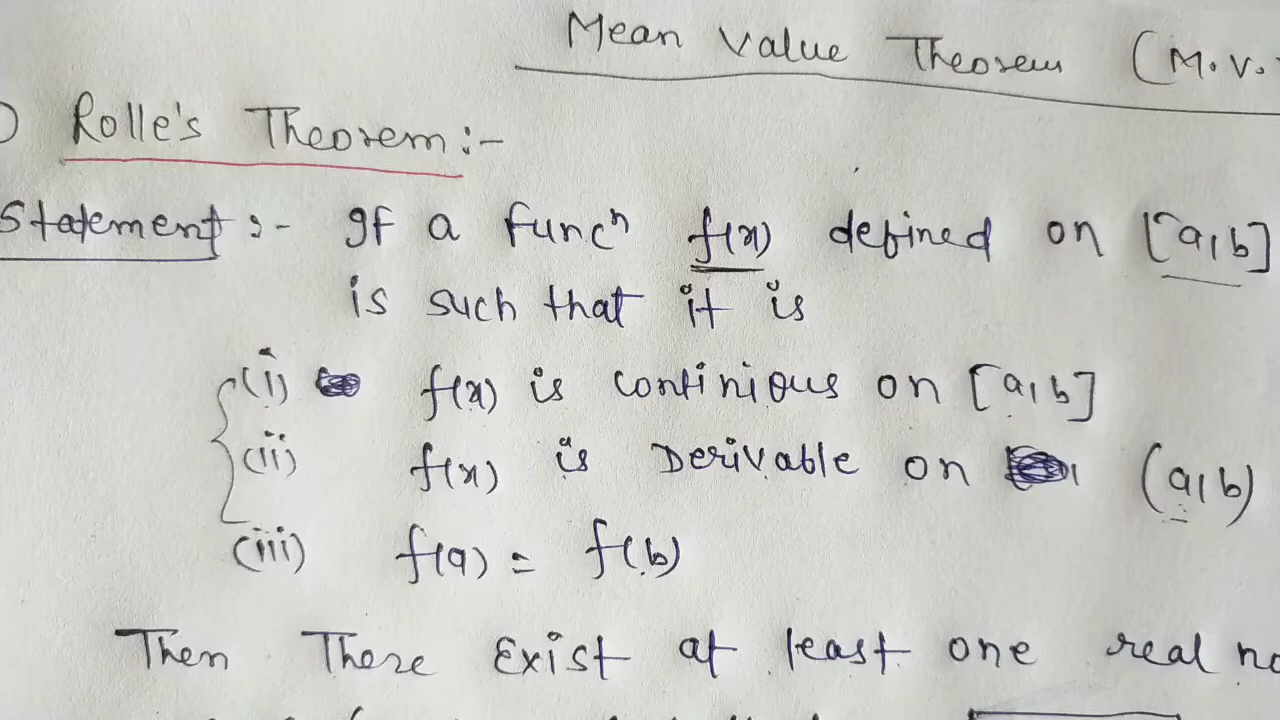 Mean Value Theorem (M.V.
Rolle's Theorem:-
Statement:- If a funcⁿ f(x) defined on [a,b]
is such that it is
(i) f(x) is continious on [a,b]
(ii) f(x) is Derivable on (a,b)
(iii) f(a) = f(b)
Then There Exist at least one real no